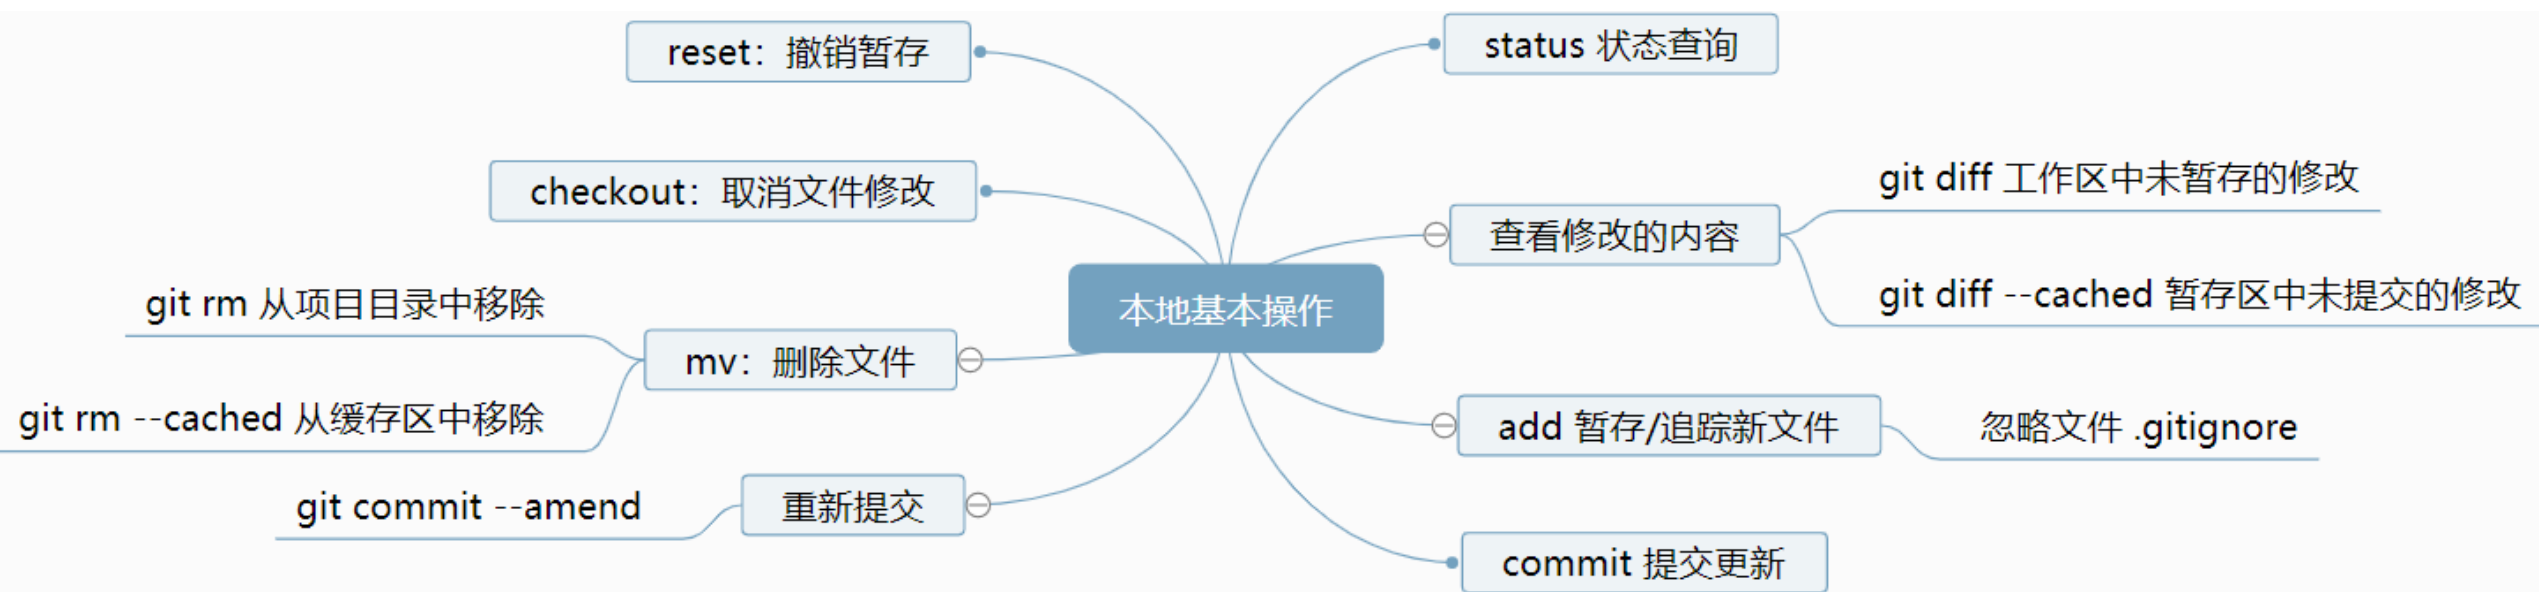 reset：撤销暂存
status 状态查询
checkout：取消文件修改
git diff 工作区中未暂存的修改
查看修改的内容
git diff --cached 暂存区中未提交的修改
本地基本操作
git rm 从项目目录中移除
mv：删除文件
git rm --cached 从缓存区中移除
add 暂存/追踪新文件
忽略文件 .gitignore
git commit --amend
重新提交
commit 提交更新